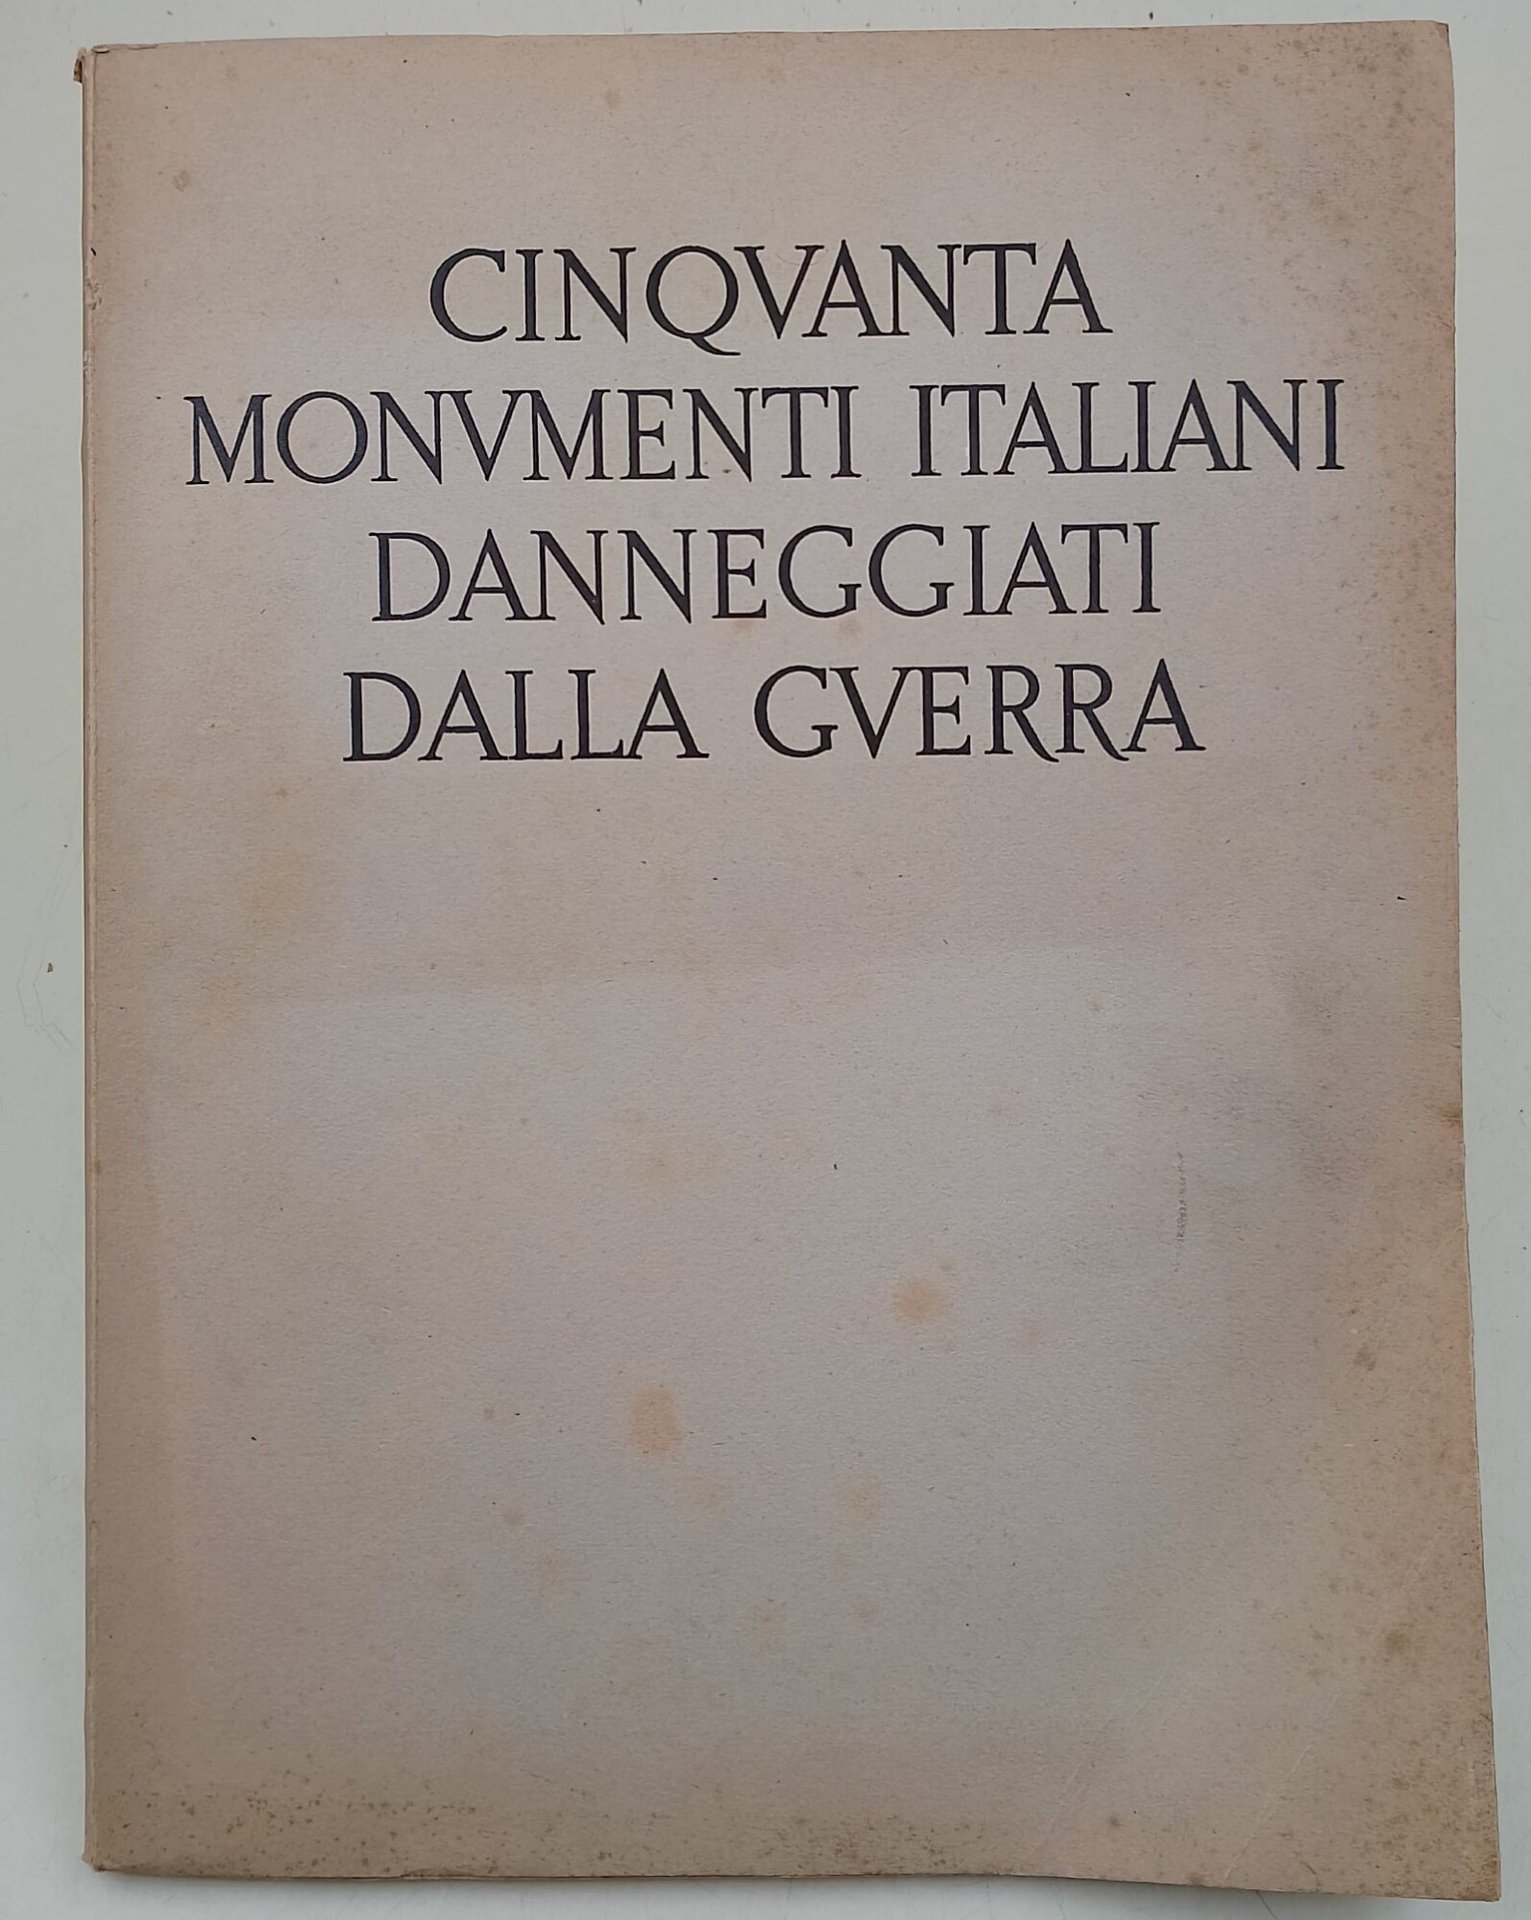 CINQVANTA
MONVMENTI ITALIANI
DANNEGGIATI
DALLA GVERRA